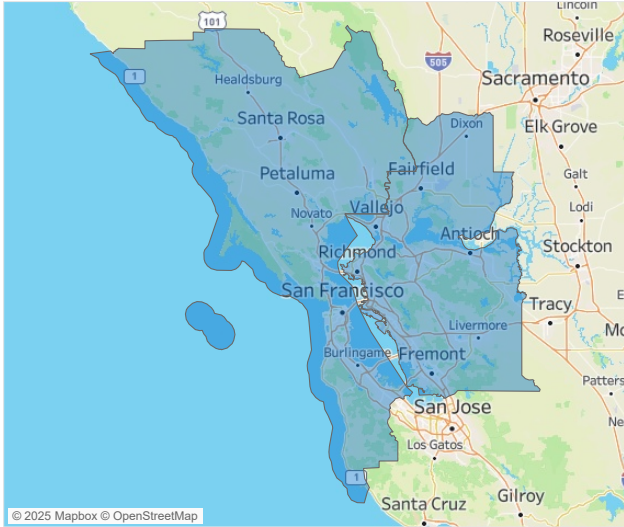 101
Lincoln
Roseville
505
Sacramento
1
Healdsburg
Santa Rosa
Dixon
Elk Grove
Petaluma
Fairfield
Galt
Novato
Vallejo
Lodi
Antioch
Stockton
Richmond
San Francisco
Tracy
Livermore
Burlingame
Fremont
San Jose
Los Gatos
1
Gilroy
Santa Cruz
© 2025 Mapbox © OpenStreetMap